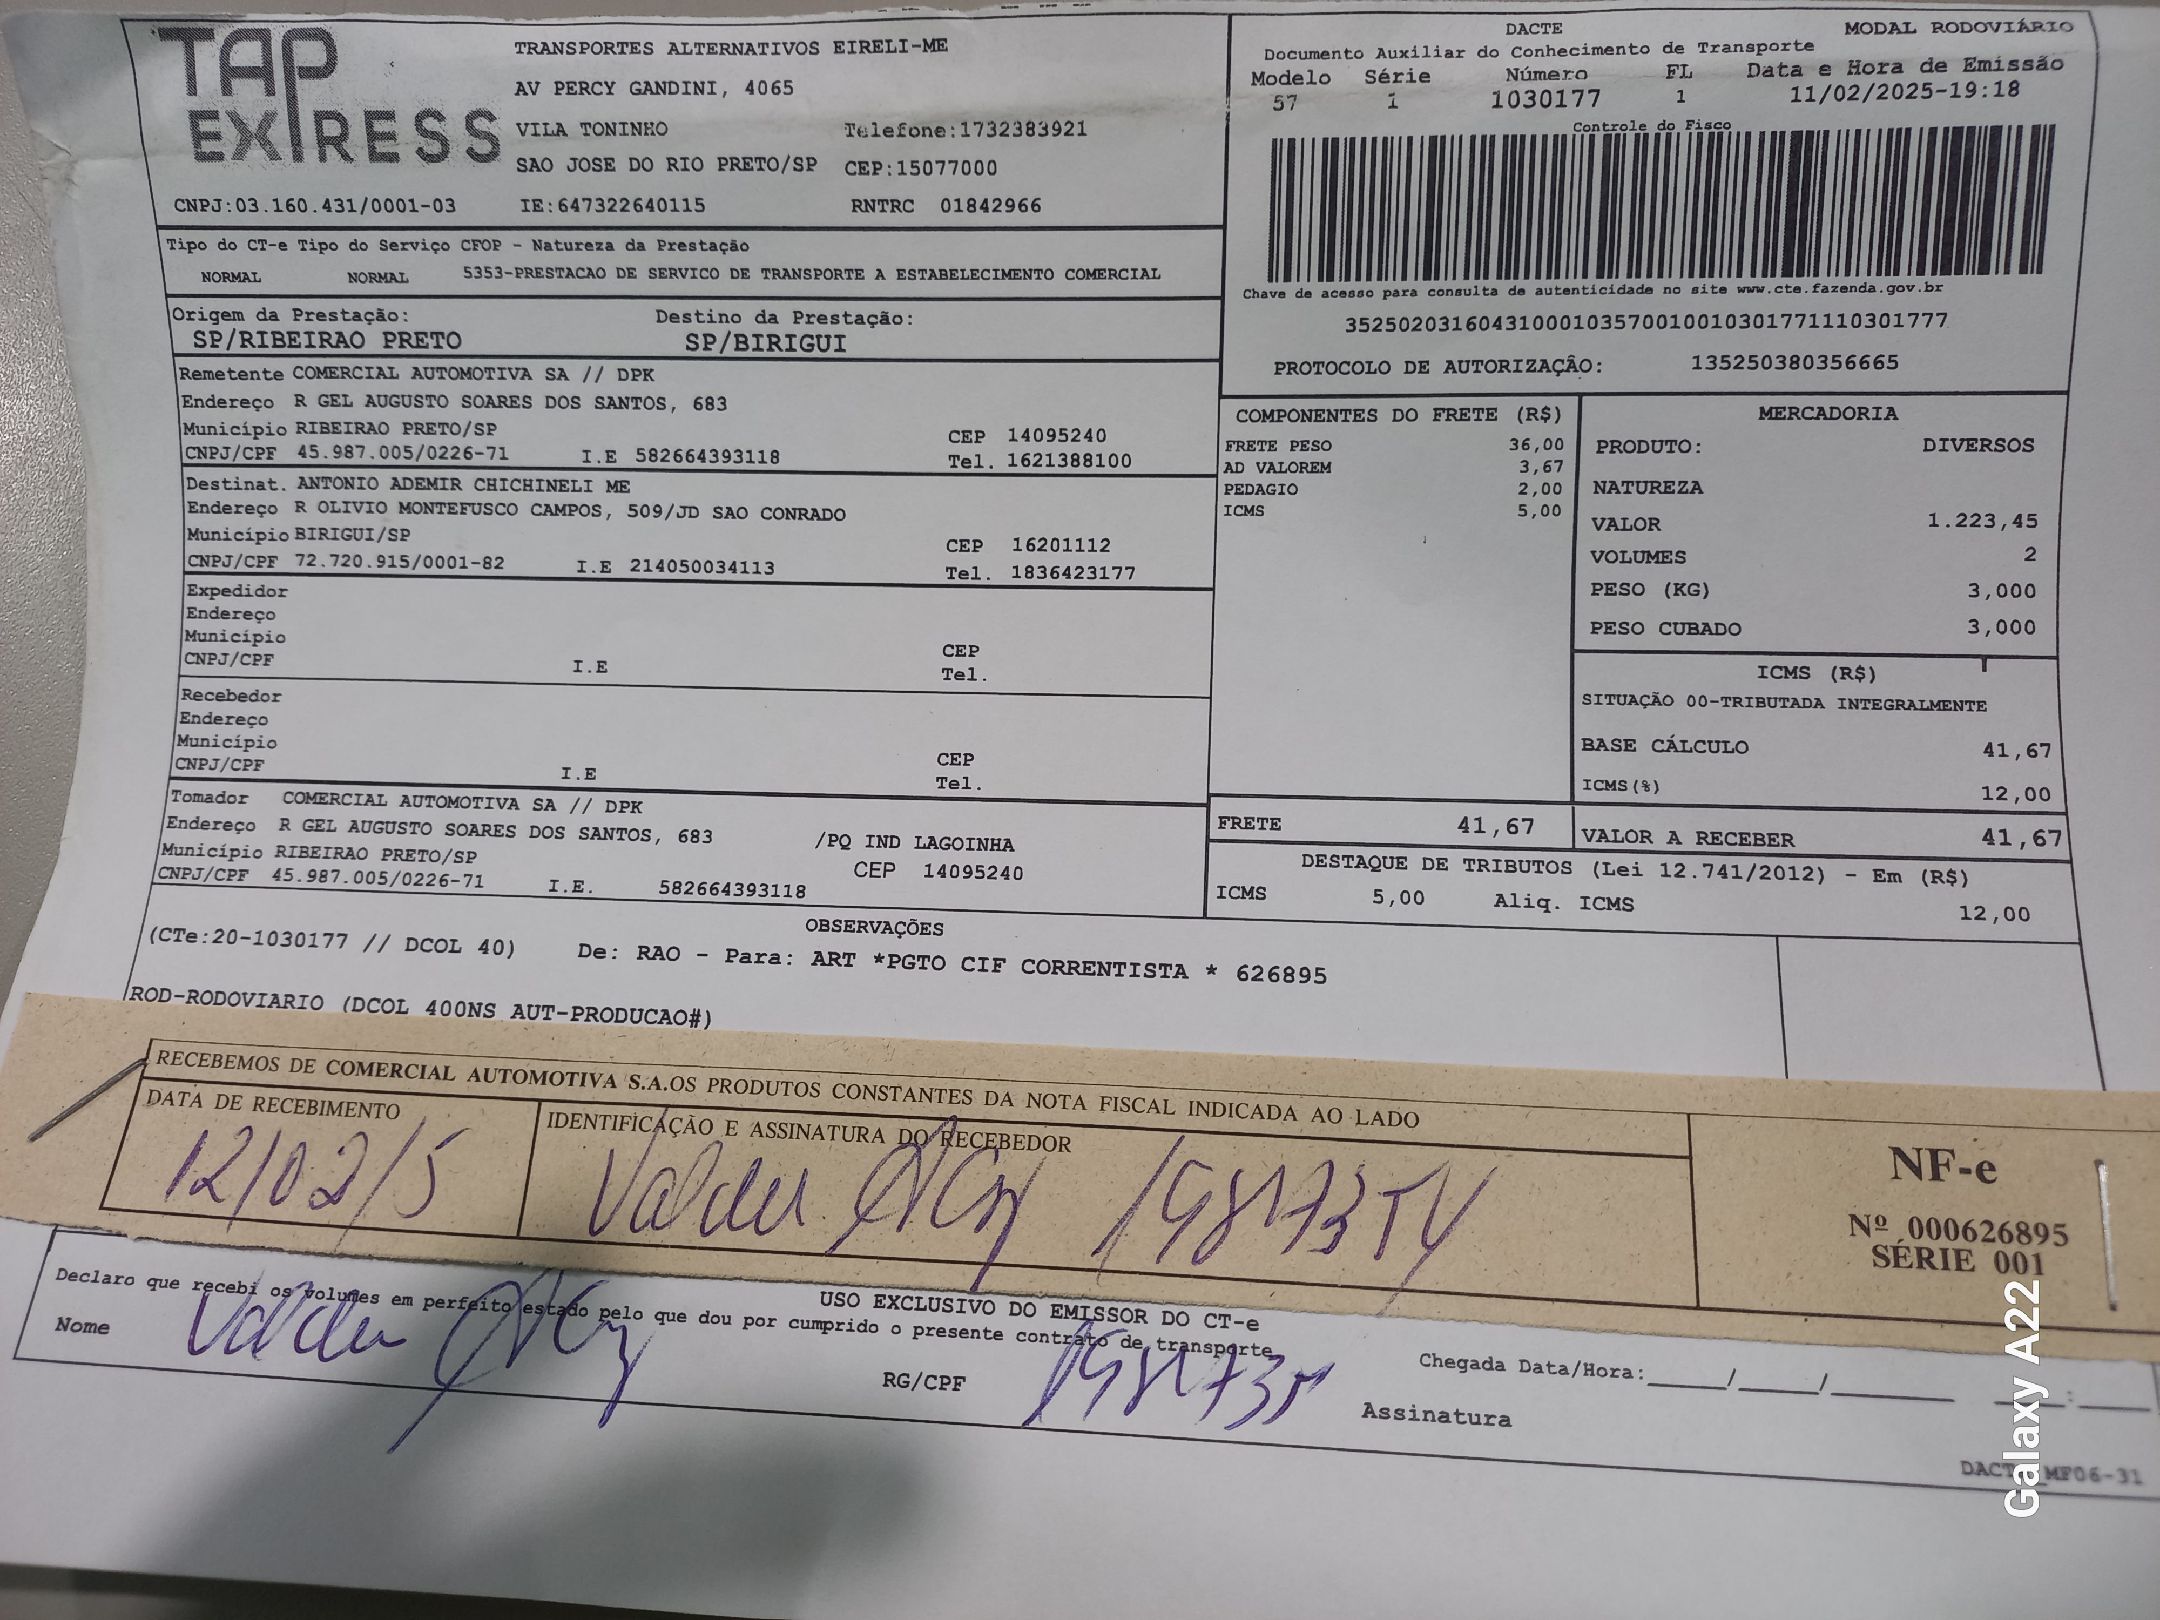 TAP EXPRESS
TRANSPORTES ALTERNATIVOS EIRELI-ME
AV PERCY GANDINI, 4065
VILA TONINHO Telefone:1732383921
SAO JOSE DO RIO PRETO/SP CEP:15077000
CNPJ:03.160.431/0001-03 IE:647322640115 RNTRC 01842966
DACTE MODAL RODOVIÁRIO
Documento Auxiliar do Conhecimento de Transporte
Modelo Série Número FL Data e Hora de Emissão
57 1 1030177 1 11/02/2025-19:18
Controle do Fisco
Chave de acesso para consulta de autenticidade no site www.cte.fazenda.gov.br
35250203160431000103570010010301771110301777
PROTOCOLO DE AUTORIZAÇÃO: 135250380356665
Tipo do CT-e Tipo do Serviço CFOP - Natureza da Prestação
NORMAL NORMAL 5353-PRESTACAO DE SERVICO DE TRANSPORTE A ESTABELECIMENTO COMERCIAL
Origem da Prestação: Destino da Prestação:
SP/RIBEIRAO PRETO SP/BIRIGUI
Remetente COMERCIAL AUTOMOTIVA SA // DPK
Endereço R GEL AUGUSTO SOARES DOS SANTOS, 683
Município RIBEIRAO PRETO/SP CEP 14095240
CNPJ/CPF 45.987.005/0226-71 I.E 582664393118 Tel. 1621388100
Destinat. ANTONIO ADEMIR CHICHINELI ME
Endereço R OLIVIO MONTEFUSCO CAMPOS, 509/JD SAO CONRADO
Município BIRIGUI/SP CEP 16201112
CNPJ/CPF 72.720.915/0001-82 I.E 214050034113 Tel. 1836423177
Expedidor
Endereço
Município CEP
CNPJ/CPF I.E Tel.
Recebedor
Endereço
Município CEP
CNPJ/CPF I.E Tel.
Tomador COMERCIAL AUTOMOTIVA SA // DPK
Endereço R GEL AUGUSTO SOARES DOS SANTOS, 683 /PQ IND LAGOINHA
Município RIBEIRAO PRETO/SP CEP 14095240
CNPJ/CPF 45.987.005/0226-71 I.E. 582664393118
COMPONENTES DO FRETE (R$)
FRETE PESO 36,00
AD VALOREM 3,67
PEDAGIO 2,00
ICMS 5,00
MERCADORIA
PRODUTO: DIVERSOS
NATUREZA
VALOR 1.223,45
VOLUMES 2
PESO (KG) 3,000
PESO CUBADO 3,000
ICMS (R$)
SITUAÇÃO 00-TRIBUTADA INTEGRALMENTE
BASE CÁLCULO 41,67
ICMS(%) 12,00
FRETE 41,67 VALOR A RECEBER 41,67
DESTAQUE DE TRIBUTOS (Lei 12.741/2012) - Em (R$)
ICMS 5,00 Aliq. ICMS 12,00
OBSERVAÇÕES
(CTe:20-1030177 // DCOL 40) De: RAO - Para: ART *PGTO CIF CORRENTISTA * 626895
ROD-RODOVIARIO (DCOL 400NS AUT-PRODUCAO#)
RECEBEMOS DE COMERCIAL AUTOMOTIVA S.A.OS PRODUTOS CONSTANTES DA NOTA FISCAL INDICADA AO LADO
DATA DE RECEBIMENTO IDENTIFICAÇÃO E ASSINATURA DO RECEBEDOR
12/02/5
NF-e
Nº 000626895
SÉRIE 001
USO EXCLUSIVO DO EMISSOR DO CT-e
Declaro que recebi os volumes em perfeito estado pelo que dou por cumprido o presente contrato de transporte
Nome RG/CPF Chegada Data/Hora:____/____/______ ___:____
Assinatura
MF06-31
Galaxy A22